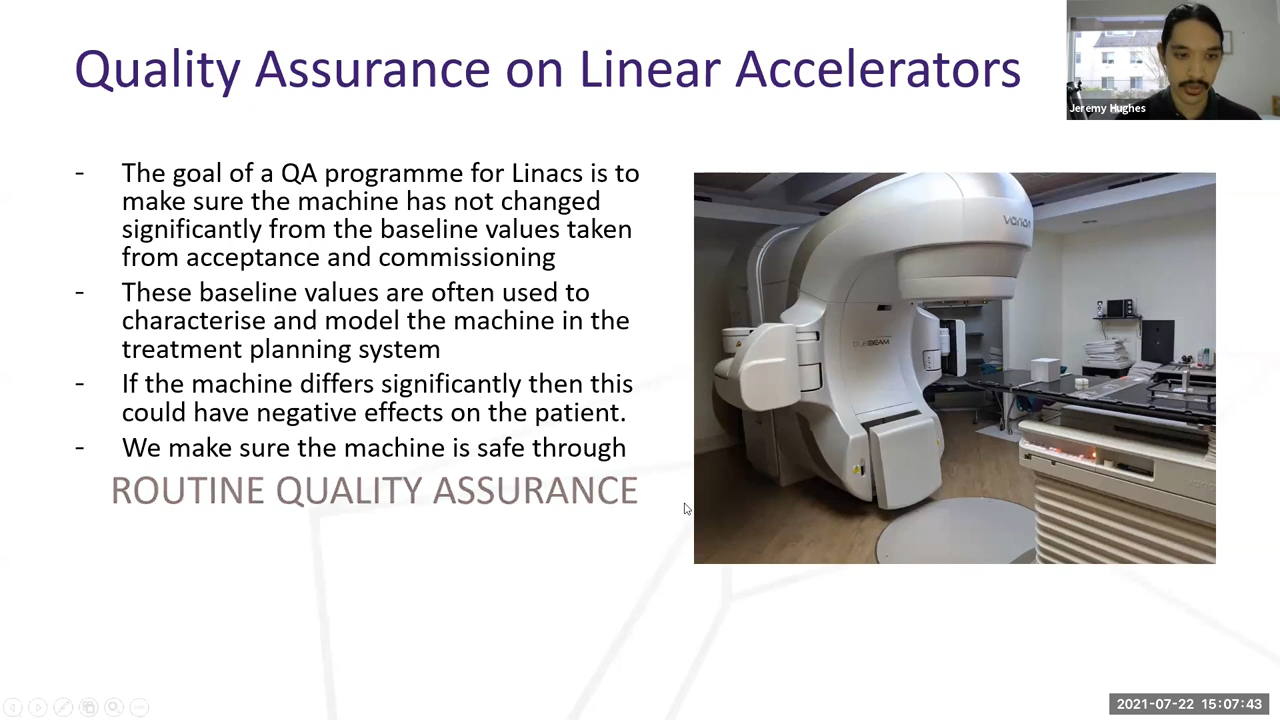 Quality Assurance on Linear Accelerators
Jeremy Hughes
- The goal of a QA programme for Linacs is to
make sure the machine has not changed
significantly from the baseline values taken
from acceptance and commissioning
- These baseline values are often used to
characterise and model the machine in the
treatment planning system
- If the machine differs significantly then this
could have negative effects on the patient.
- We make sure the machine is safe through
ROUTINE QUALITY ASSURANCE
varian
TRUEBEAM
varian
2021-07-22 15:07:43